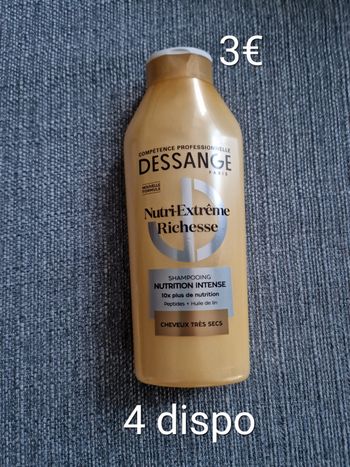 3€
COMPÉTENCE PROFESSIONNELLE
DESSANGE
PARIS
NOUVELLE
FORMULE
Nutri-Extrême
Richesse
SHAMPOOING
NUTRITION INTENSE
10x plus de nutrition
Peptides + Huile de lin
CHEVEUX TRÈS SECS
4 dispo